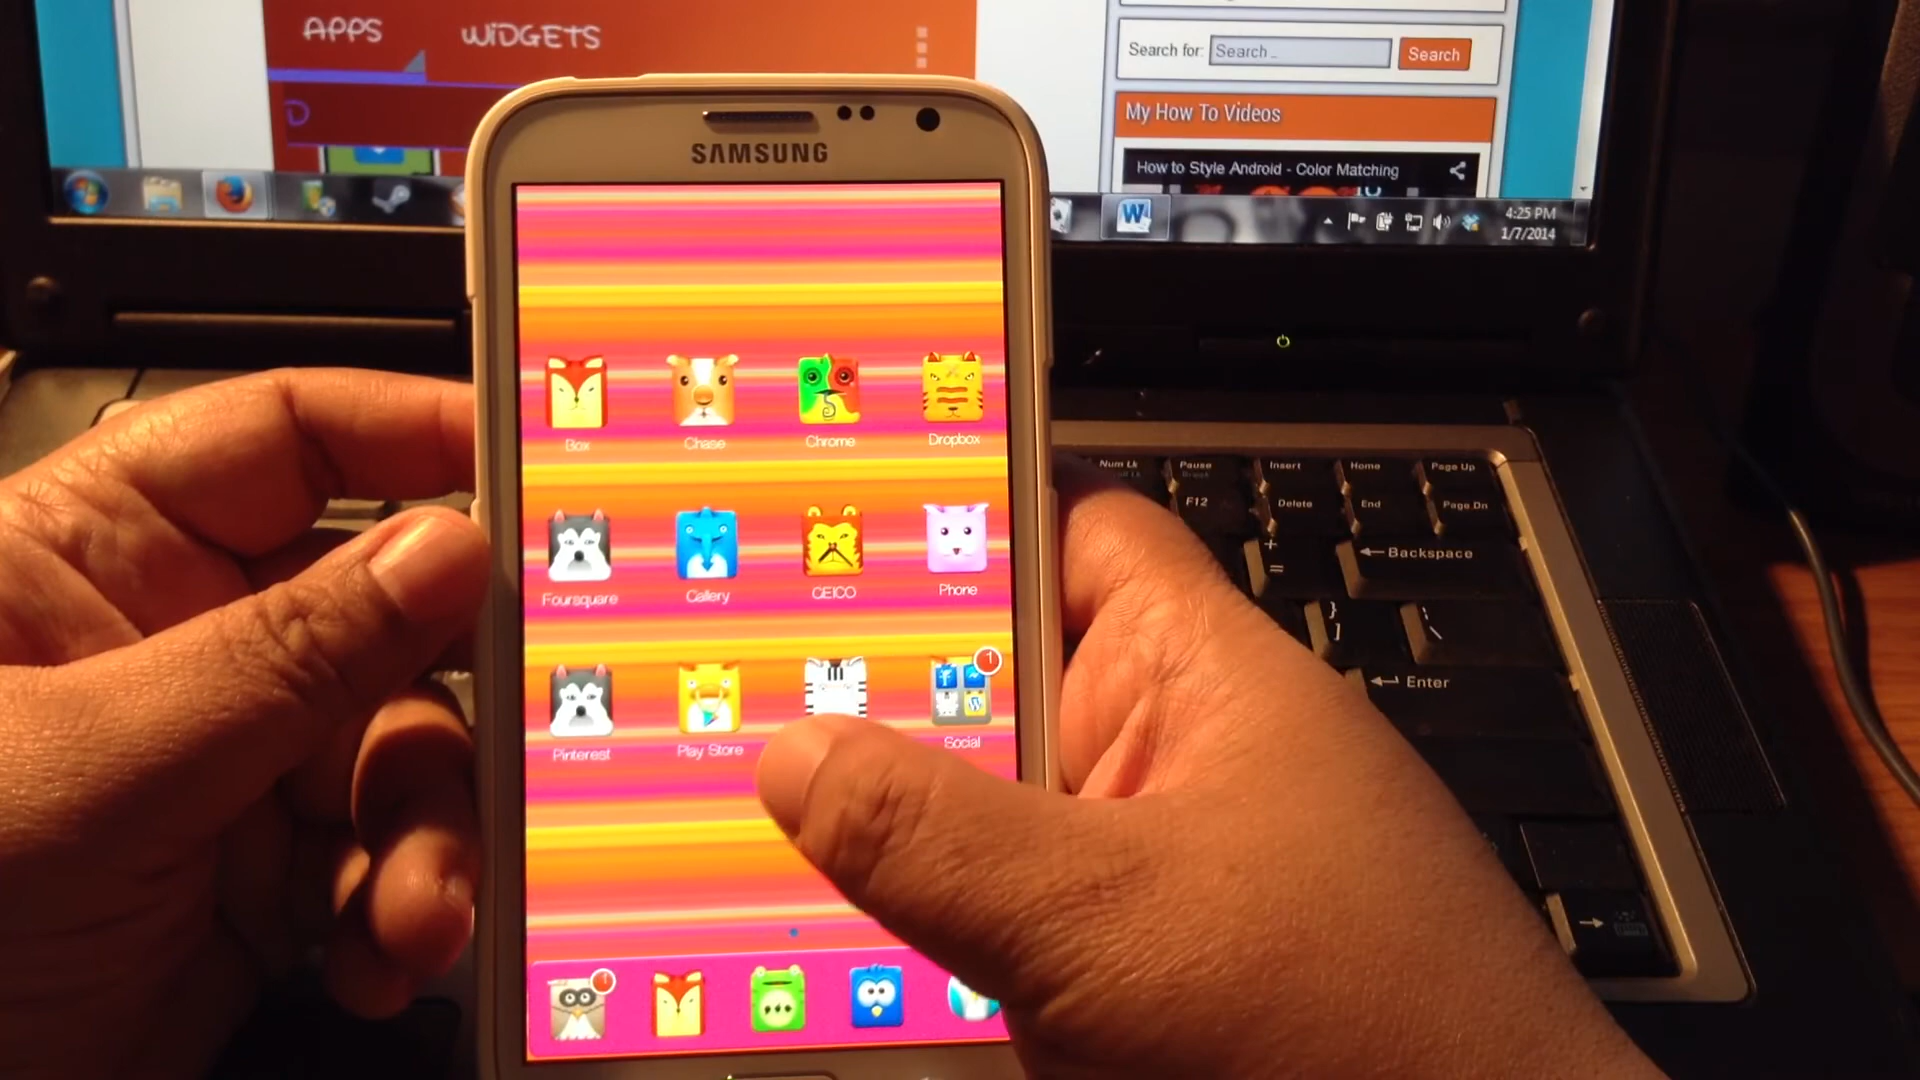 APPS WiDGETS
D
Search for: Search... Search
My How To Videos
How to Style Android - Color Matching
4:25 PM
1/7/2014
SAMSUNG
Box Chase Chrome Dropbox
Foursquare Gallery GEICO Phone
1
Pinterest Play Store Social
1
Num Lk Pause Insert Home Page Up
F12 Delete End Page Dn
+
=
Backspace
}
]
\
Enter